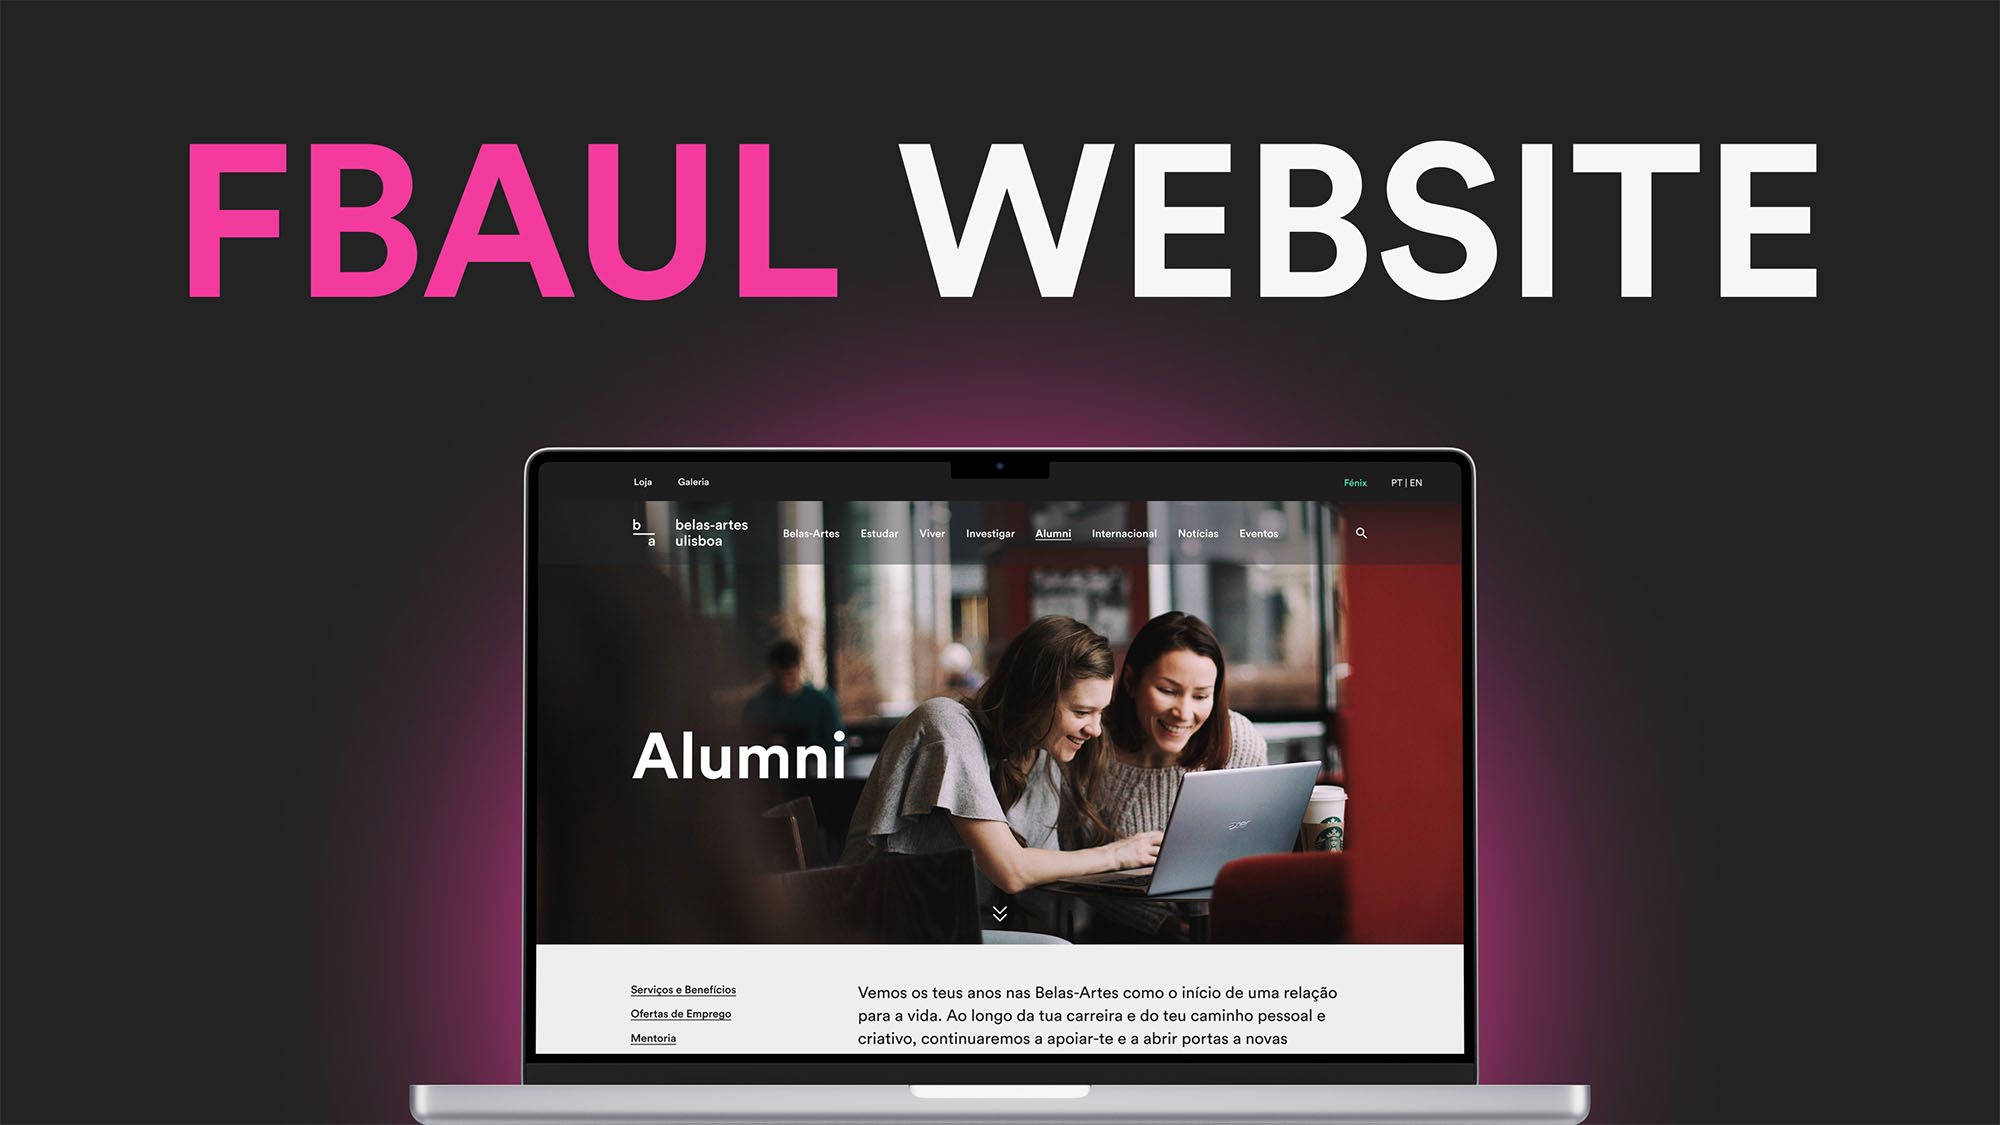 FBAUL WEBSITE
Loja Galeria Fénix PT | EN
b
a
belas-artes
ulisboa
Belas-Artes Estudar Viver Investigar Alumni Internacional Notícias Eventos
Alumni
acer
Serviços e Benefícios
Ofertas de Emprego
Mentoria
Vemos os teus anos nas Belas-Artes como o início de uma relação
para a vida. Ao longo da tua carreira e do teu caminho pessoal e
criativo, continuaremos a apoiar-te e a abrir portas a novas